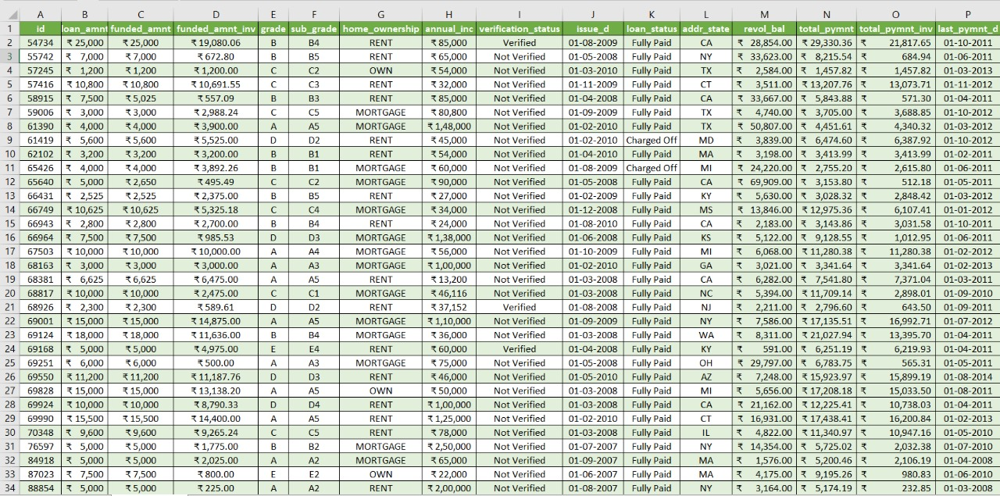 A B C D E F G H I J K L M N O P
1 id loan_amnt funded_amnt funded_amnt_inv grade sub_grade home_ownership annual_inc verification_status issue_d loan_status addr_state revol_bal total_pymnt total_pymnt_inv last_pymnt_d
2 54734 ₹ 25,000 ₹ 25,000 ₹ 19,080.06 B B4 RENT ₹ 85,000 Verified 01-08-2009 Fully Paid CA ₹ 28,854.00 ₹ 29,330.36 ₹ 21,817.65 01-10-2011
3 55742 ₹ 7,000 ₹ 7,000 ₹ 672.80 B B5 RENT ₹ 65,000 Not Verified 01-05-2008 Fully Paid NY ₹ 33,623.00 ₹ 8,215.54 ₹ 684.94 01-06-2011
4 57245 ₹ 1,200 ₹ 1,200 ₹ 1,200.00 C C2 OWN ₹ 54,000 Not Verified 01-03-2010 Fully Paid TX ₹ 2,584.00 ₹ 1,457.82 ₹ 1,457.82 01-03-2013
5 57416 ₹ 10,800 ₹ 10,800 ₹ 10,691.55 C C3 RENT ₹ 32,000 Not Verified 01-11-2009 Fully Paid CT ₹ 3,511.00 ₹ 13,207.76 ₹ 13,073.71 01-11-2012
6 58915 ₹ 7,500 ₹ 5,025 ₹ 557.09 B B3 RENT ₹ 85,000 Not Verified 01-04-2008 Fully Paid CA ₹ 33,667.00 ₹ 5,843.88 ₹ 571.30 01-04-2011
7 59006 ₹ 3,000 ₹ 3,000 ₹ 2,988.24 C C5 MORTGAGE ₹ 80,800 Not Verified 01-09-2009 Fully Paid TX ₹ 4,740.00 ₹ 3,705.00 ₹ 3,688.85 01-10-2012
8 61390 ₹ 4,000 ₹ 4,000 ₹ 3,900.00 A A5 MORTGAGE ₹ 1,48,000 Not Verified 01-02-2010 Fully Paid TX ₹ 50,807.00 ₹ 4,451.61 ₹ 4,340.32 01-03-2012
9 61419 ₹ 5,600 ₹ 5,600 ₹ 5,525.00 D D2 RENT ₹ 45,000 Not Verified 01-02-2010 Charged Off MD ₹ 3,839.00 ₹ 6,474.60 ₹ 6,387.92 01-10-2012
10 62102 ₹ 3,200 ₹ 3,200 ₹ 3,200.00 B B1 RENT ₹ 54,000 Not Verified 01-04-2010 Fully Paid MA ₹ 3,198.00 ₹ 3,413.99 ₹ 3,413.99 01-02-2011
11 65426 ₹ 4,000 ₹ 4,000 ₹ 3,892.26 B B1 MORTGAGE ₹ 60,000 Not Verified 01-08-2009 Charged Off MI ₹ 24,220.00 ₹ 2,755.20 ₹ 2,615.80 01-06-2011
12 65640 ₹ 5,000 ₹ 2,650 ₹ 495.49 C C2 MORTGAGE ₹ 90,000 Not Verified 01-05-2008 Fully Paid CA ₹ 69,909.00 ₹ 3,153.80 ₹ 512.18 01-05-2011
13 66431 ₹ 2,525 ₹ 2,525 ₹ 2,375.00 B B5 RENT ₹ 27,000 Not Verified 01-02-2009 Fully Paid KY ₹ 5,630.00 ₹ 3,028.32 ₹ 2,848.42 01-03-2012
14 66749 ₹ 10,625 ₹ 10,625 ₹ 5,325.18 C C4 MORTGAGE ₹ 34,000 Not Verified 01-12-2008 Fully Paid MS ₹ 13,846.00 ₹ 12,975.36 ₹ 6,107.41 01-01-2012
15 66943 ₹ 2,800 ₹ 2,800 ₹ 2,700.00 B B4 RENT ₹ 24,000 Not Verified 01-10-2008 Fully Paid CA ₹ 2,183.00 ₹ 3,143.86 ₹ 3,031.58 01-10-2011
16 66964 ₹ 7,500 ₹ 7,500 ₹ 985.53 D D3 MORTGAGE ₹ 1,38,000 Not Verified 01-06-2008 Fully Paid KS ₹ 5,122.00 ₹ 9,128.55 ₹ 1,012.95 01-06-2011
17 67503 ₹ 10,000 ₹ 10,000 ₹ 10,000.00 A A4 MORTGAGE ₹ 56,000 Not Verified 01-10-2009 Fully Paid MI ₹ 6,068.00 ₹ 11,280.38 ₹ 11,280.38 01-02-2012
18 68163 ₹ 3,000 ₹ 3,000 ₹ 3,000.00 A A3 MORTGAGE ₹ 1,00,000 Not Verified 01-02-2010 Fully Paid GA ₹ 3,021.00 ₹ 3,341.64 ₹ 3,341.64 01-02-2013
19 68381 ₹ 6,625 ₹ 6,625 ₹ 6,475.00 A A5 RENT ₹ 13,200 Not Verified 01-03-2008 Fully Paid CA ₹ 6,282.00 ₹ 7,541.80 ₹ 7,371.04 01-03-2011
20 68817 ₹ 10,000 ₹ 10,000 ₹ 2,475.00 C C1 MORTGAGE ₹ 46,116 Not Verified 01-03-2008 Fully Paid NC ₹ 5,394.00 ₹ 11,709.14 ₹ 2,898.01 01-09-2010
21 68926 ₹ 2,300 ₹ 2,300 ₹ 589.61 D D2 RENT ₹ 37,152 Verified 01-08-2008 Fully Paid NJ ₹ 2,211.00 ₹ 2,796.60 ₹ 643.50 01-09-2011
22 69001 ₹ 15,000 ₹ 15,000 ₹ 14,875.00 A A5 MORTGAGE ₹ 1,10,000 Not Verified 01-09-2009 Fully Paid NY ₹ 7,586.00 ₹ 17,135.51 ₹ 16,992.71 01-07-2012
23 69124 ₹ 18,000 ₹ 18,000 ₹ 11,636.00 B B4 MORTGAGE ₹ 36,000 Not Verified 01-03-2008 Fully Paid WA ₹ 8,311.00 ₹ 21,027.94 ₹ 13,395.70 01-04-2011
24 69168 ₹ 5,000 ₹ 5,000 ₹ 4,975.00 E E4 RENT ₹ 60,000 Verified 01-04-2008 Fully Paid KY ₹ 591.00 ₹ 6,251.19 ₹ 6,219.93 01-04-2011
25 69251 ₹ 6,000 ₹ 6,000 ₹ 500.00 A A3 MORTGAGE ₹ 75,000 Not Verified 01-05-2008 Fully Paid OH ₹ 29,797.00 ₹ 6,783.75 ₹ 565.31 01-05-2011
26 69550 ₹ 11,200 ₹ 11,200 ₹ 11,187.76 D D3 RENT ₹ 46,000 Not Verified 01-05-2010 Fully Paid AZ ₹ 7,248.00 ₹ 15,923.97 ₹ 15,899.19 01-08-2014
27 69828 ₹ 15,000 ₹ 15,000 ₹ 13,138.20 A A5 OWN ₹ 50,000 Not Verified 01-03-2008 Fully Paid MI ₹ 5,656.00 ₹ 17,208.18 ₹ 15,033.50 01-08-2011
28 69924 ₹ 10,000 ₹ 10,000 ₹ 8,790.33 D D4 RENT ₹ 1,00,000 Not Verified 01-03-2008 Fully Paid CA ₹ 21,162.00 ₹ 12,225.41 ₹ 10,738.03 01-04-2011
29 69990 ₹ 15,500 ₹ 15,500 ₹ 14,400.00 A A5 RENT ₹ 1,25,000 Not Verified 01-02-2010 Fully Paid CT ₹ 16,931.00 ₹ 17,438.41 ₹ 16,200.84 01-02-2013
30 70348 ₹ 9,600 ₹ 9,600 ₹ 9,265.24 C C5 RENT ₹ 78,000 Not Verified 01-03-2008 Fully Paid IL ₹ 4,822.00 ₹ 11,340.97 ₹ 10,947.16 01-05-2010
31 76597 ₹ 5,000 ₹ 5,000 ₹ 1,775.00 B B2 MORTGAGE ₹ 2,50,000 Not Verified 01-07-2007 Fully Paid NY ₹ 14,354.00 ₹ 5,725.02 ₹ 2,032.38 01-07-2010
32 84918 ₹ 5,000 ₹ 5,000 ₹ 2,025.00 A A2 MORTGAGE ₹ 65,000 Not Verified 01-09-2007 Fully Paid MA ₹ 1,576.00 ₹ 5,200.46 ₹ 2,106.19 01-04-2008
33 87023 ₹ 7,500 ₹ 7,500 ₹ 800.00 E E2 OWN ₹ 22,000 Not Verified 01-06-2007 Fully Paid MA ₹ 4,175.00 ₹ 9,195.26 ₹ 980.83 01-06-2010
34 88854 ₹ 5,000 ₹ 5,000 ₹ 225.00 A A2 RENT ₹ 2,00,000 Not Verified 01-08-2007 Fully Paid NY ₹ 3,164.00 ₹ 5,174.19 ₹ 232.85 01-03-2008